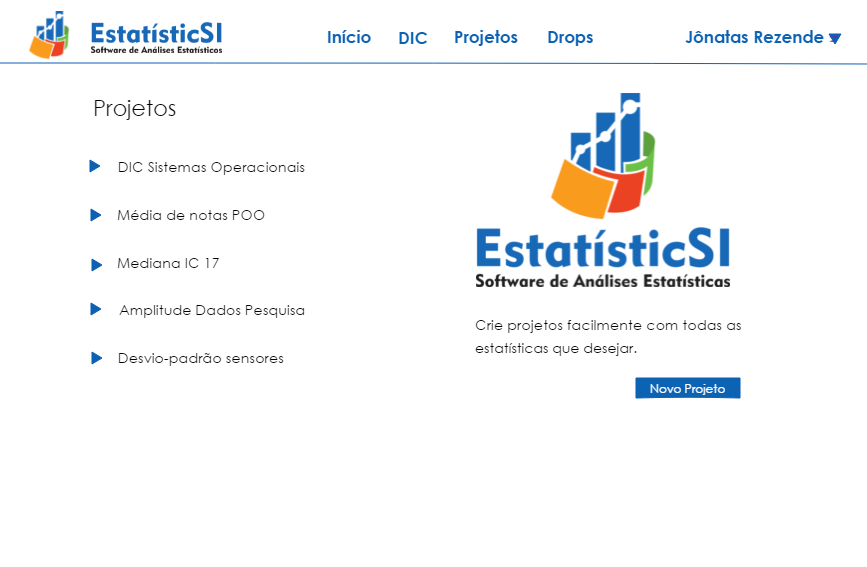 EstatísticSI
Software de Análises Estatísticas
Início DIC Projetos Drops Jônatas Rezende
Projetos
DIC Sistemas Operacionais
Média de notas POO
Mediana IC 17
Amplitude Dados Pesquisa
Desvio-padrão sensores
EstatísticSI
Software de Análises Estatísticas
Crie projetos facilmente com todas as
estatísticas que desejar.
Novo Projeto